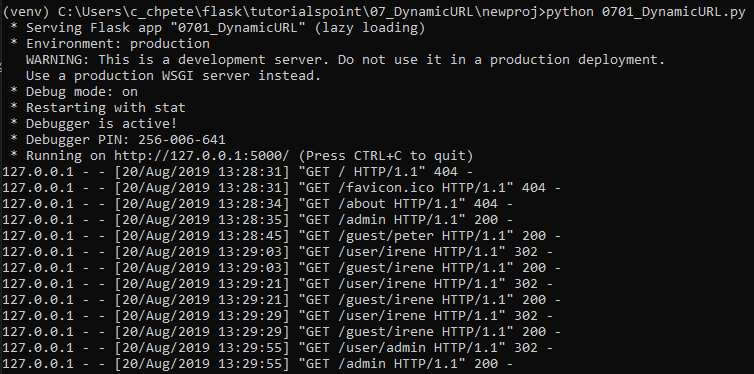 (venv) C:\Users\c_chpete\flask\tutorialspoint\07_DynamicURL\newproj>python 0701_DynamicURL.py
 * Serving Flask app "0701_DynamicURL" (lazy loading)
 * Environment: production
   WARNING: This is a development server. Do not use it in a production deployment.
   Use a production WSGI server instead.
 * Debug mode: on
 * Restarting with stat
 * Debugger is active!
 * Debugger PIN: 256-006-641
 * Running on http://127.0.0.1:5000/ (Press CTRL+C to quit)
127.0.0.1 - - [20/Aug/2019 13:28:31] "GET / HTTP/1.1" 404 -
127.0.0.1 - - [20/Aug/2019 13:28:31] "GET /favicon.ico HTTP/1.1" 404 -
127.0.0.1 - - [20/Aug/2019 13:28:34] "GET /about HTTP/1.1" 404 -
127.0.0.1 - - [20/Aug/2019 13:28:35] "GET /admin HTTP/1.1" 200 -
127.0.0.1 - - [20/Aug/2019 13:28:45] "GET /guest/peter HTTP/1.1" 200 -
127.0.0.1 - - [20/Aug/2019 13:29:03] "GET /user/irene HTTP/1.1" 302 -
127.0.0.1 - - [20/Aug/2019 13:29:03] "GET /guest/irene HTTP/1.1" 200 -
127.0.0.1 - - [20/Aug/2019 13:29:21] "GET /user/irene HTTP/1.1" 302 -
127.0.0.1 - - [20/Aug/2019 13:29:21] "GET /guest/irene HTTP/1.1" 200 -
127.0.0.1 - - [20/Aug/2019 13:29:29] "GET /user/irene HTTP/1.1" 302 -
127.0.0.1 - - [20/Aug/2019 13:29:29] "GET /guest/irene HTTP/1.1" 200 -
127.0.0.1 - - [20/Aug/2019 13:29:55] "GET /user/admin HTTP/1.1" 302 -
127.0.0.1 - - [20/Aug/2019 13:29:55] "GET /admin HTTP/1.1" 200 -